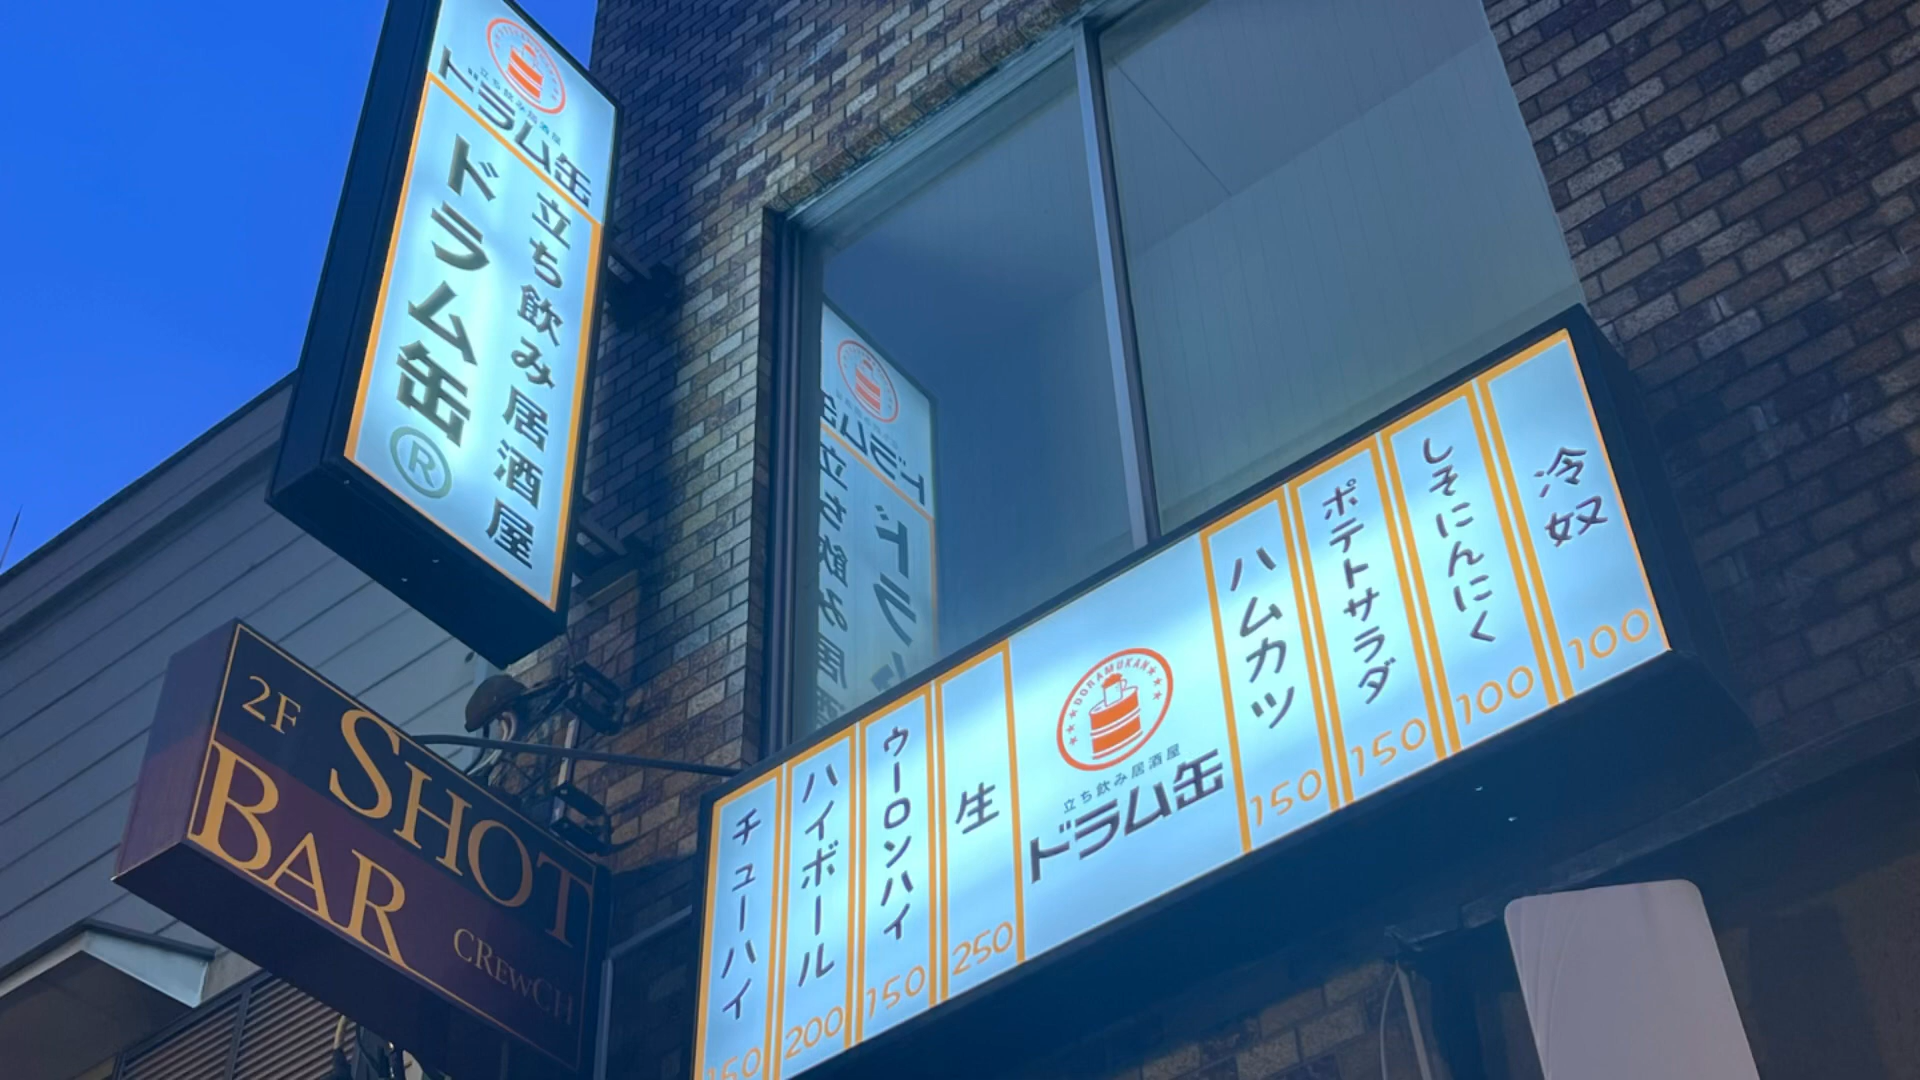 立ち飲み居酒屋
ドラム缶
立ち飲み居酒屋
ドラム缶®
2F
SHOT
BAR
CREWCH
チューハイ
150
ハイボール
200
ウーロンハイ
150
生
250
DORAMUKAN
立ち飲み居酒屋
ドラム缶
ハムカツ
150
ポテトサラダ
150
しそにんにく
100
冷奴
100